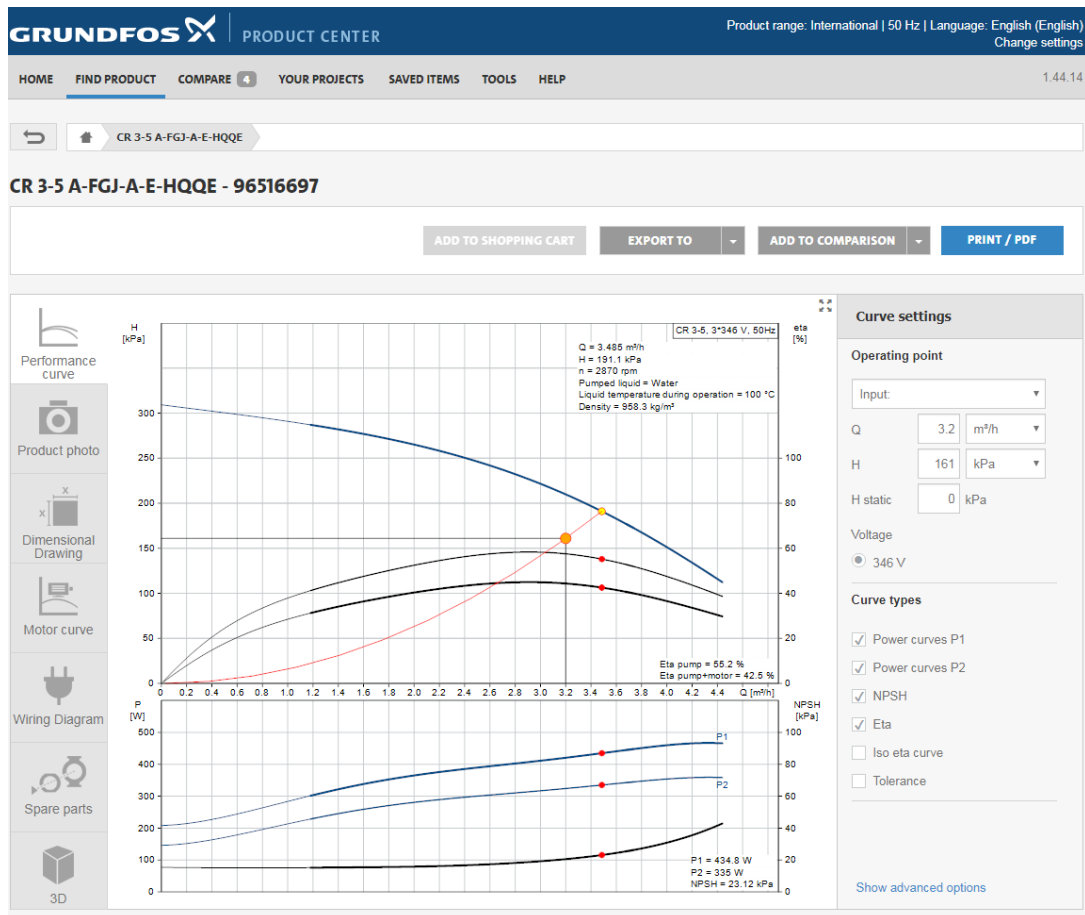 GRUNDFOS PRODUCT CENTER
Product range: International | 50 Hz | Language: English (English)
Change settings
HOME FIND PRODUCT COMPARE 4 YOUR PROJECTS SAVED ITEMS TOOLS HELP 1.44.14
CR 3-5 A-FGJ-A-E-HQQE
CR 3-5 A-FGJ-A-E-HQQE - 96516697
ADD TO SHOPPING CART EXPORT TO ADD TO COMPARISON PRINT / PDF
Performance
curve
Product photo
Dimensional
Drawing
Motor curve
Wiring Diagram
Spare parts
3D
H
[kPa]
CR 3-5, 3*346 V, 50Hz
eta
[%]
Q = 3.485 m³/h
H = 191.1 kPa
n = 2870 rpm
Pumped liquid = Water
Liquid temperature during operation = 100 °C
Density = 958.3 kg/m³
300
250 100
200 80
150 60
100 40
50 20
0 0
Eta pump = 55.2 %
Eta pump+motor = 42.5 %
0 0.2 0.4 0.6 0.8 1.0 1.2 1.4 1.6 1.8 2.0 2.2 2.4 2.6 2.8 3.0 3.2 3.4 3.6 3.8 4.0 4.2 4.4 Q [m³/h]
P
[W]
NPSH
[kPa]
500 100
400 80
300 60
200 40
100 20
0 0
P1
P2
P1 = 434.8 W
P2 = 335 W
NPSH = 23.12 kPa
Curve settings
Operating point
Input:
Q 3.2 m³/h
H 161 kPa
H static 0 kPa
Voltage
346 V
Curve types
Power curves P1
Power curves P2
NPSH
Eta
Iso eta curve
Tolerance
Show advanced options